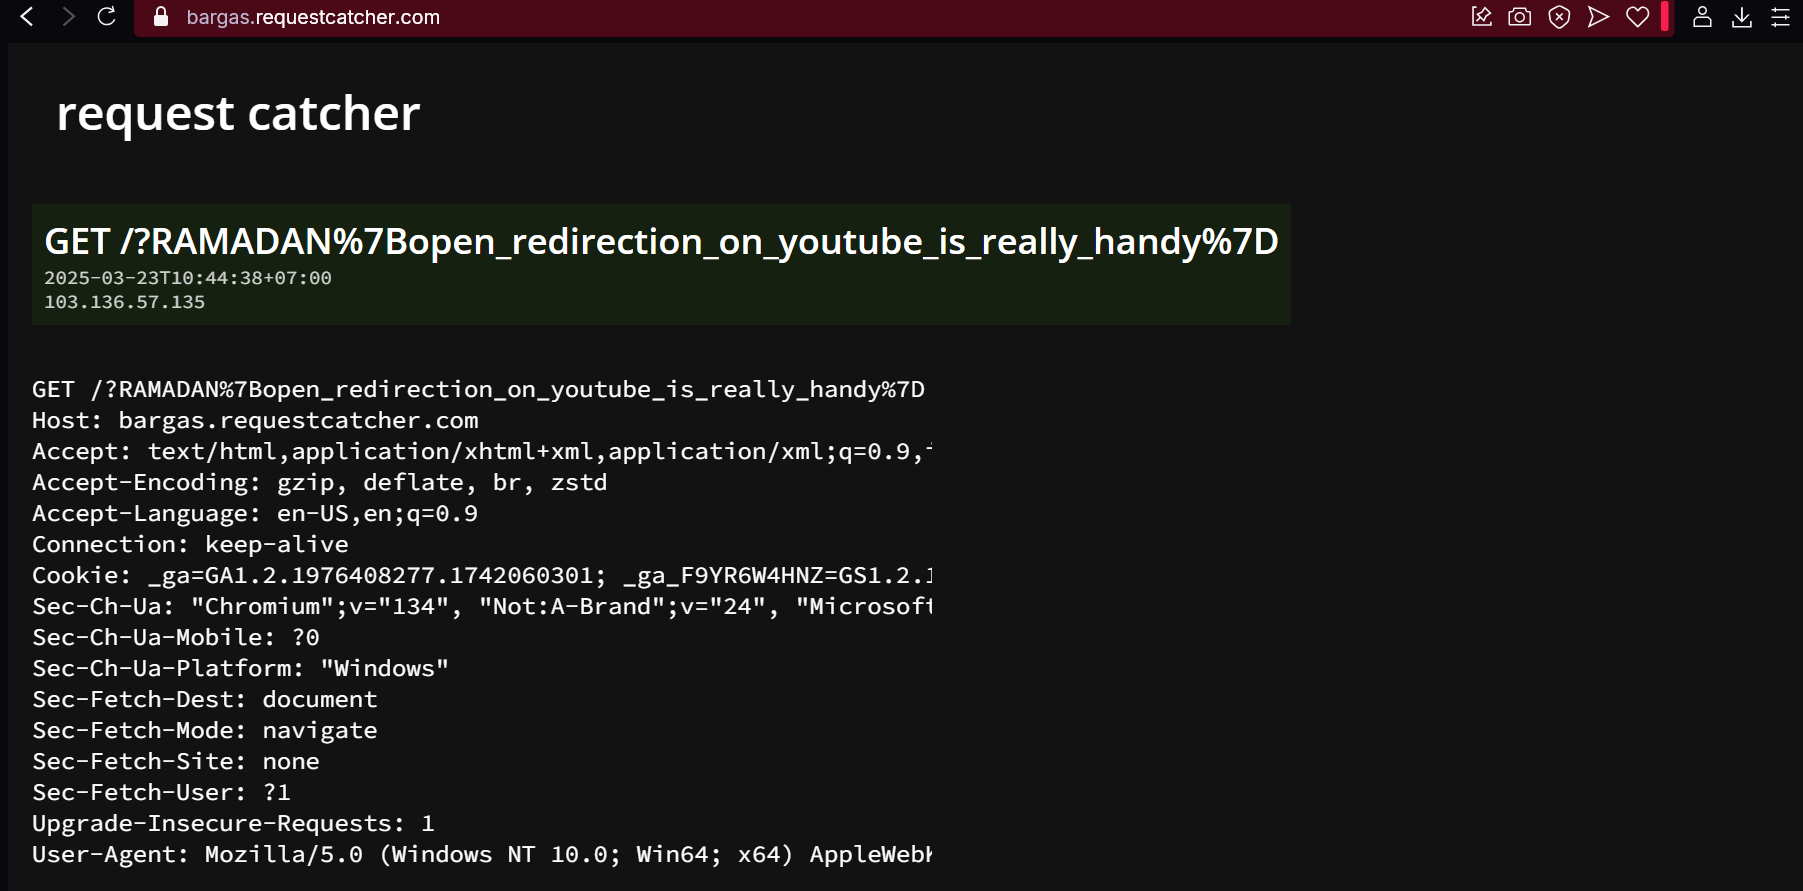 bargas.requestcatcher.com
request catcher
GET /?RAMADAN%7Bopen_redirection_on_youtube_is_really_handy%7D
2025-03-23T10:44:38+07:00
103.136.57.135
GET /?RAMADAN%7Bopen_redirection_on_youtube_is_really_handy%7D
Host: bargas.requestcatcher.com
Accept: text/html,application/xhtml+xml,application/xml;q=0.9,
Accept-Encoding: gzip, deflate, br, zstd
Accept-Language: en-US,en;q=0.9
Connection: keep-alive
Cookie: _ga=GA1.2.1976408277.1742060301; _ga_F9YR6W4HNZ=GS1.2.1
Sec-Ch-Ua: "Chromium";v="134", "Not:A-Brand";v="24", "Microsoft
Sec-Ch-Ua-Mobile: ?0
Sec-Ch-Ua-Platform: "Windows"
Sec-Fetch-Dest: document
Sec-Fetch-Mode: navigate
Sec-Fetch-Site: none
Sec-Fetch-User: ?1
Upgrade-Insecure-Requests: 1
User-Agent: Mozilla/5.0 (Windows NT 10.0; Win64; x64) AppleWebK